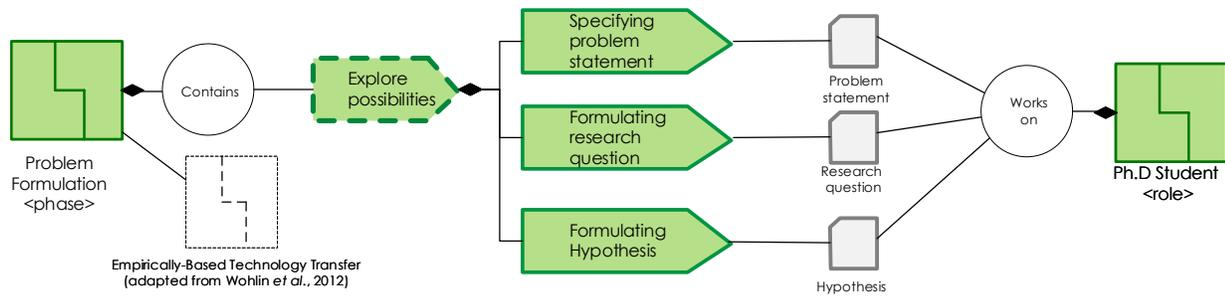 Problem
Formulation
<phase>
Contains
Empirically-Based Technology Transfer
(adapted from Wohlin et al., 2012)
Explore
possibilities
Specifying
problem
statement
Formulating
research
question
Formulating
Hypothesis
Problem
statement
Research
question
Hypothesis
Works
on
Ph.D Student
<role>